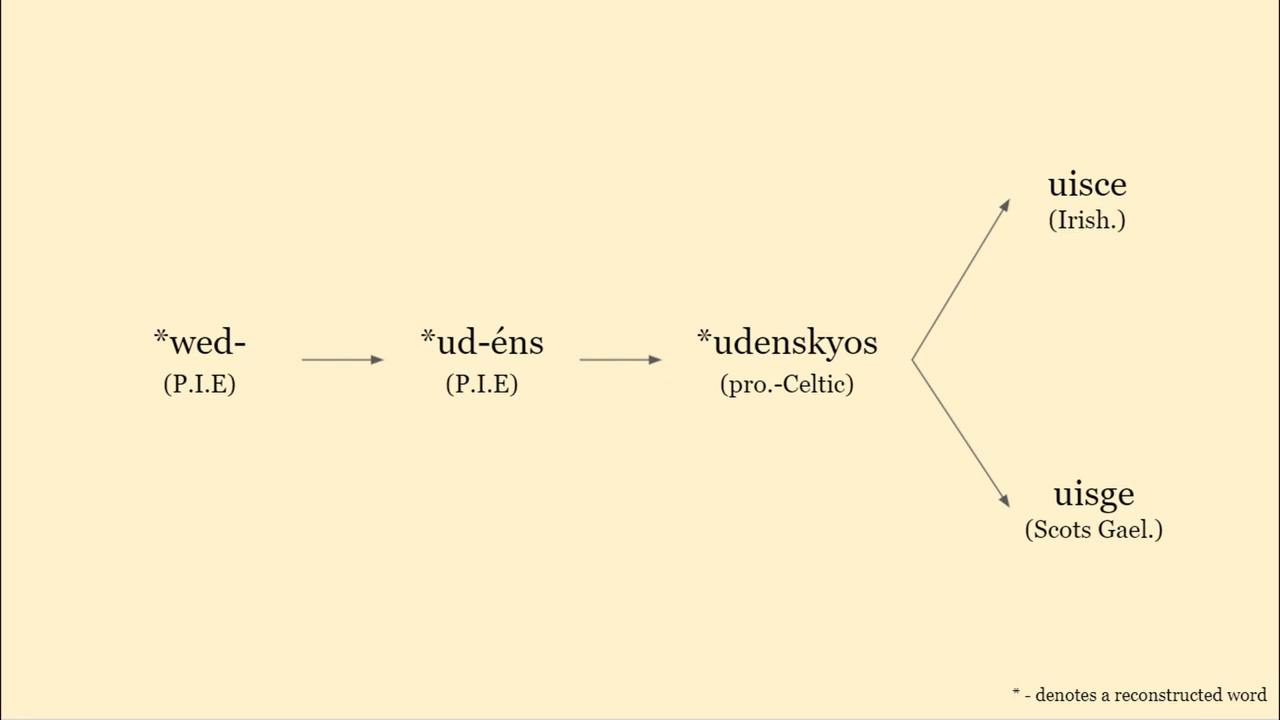 *wed-
(P.I.E)
*ud-éns
(P.I.E)
*udenskyos
(pro.-Celtic)
uisce
(Irish.)
uisge
(Scots Gael.)
* - denotes a reconstructed word